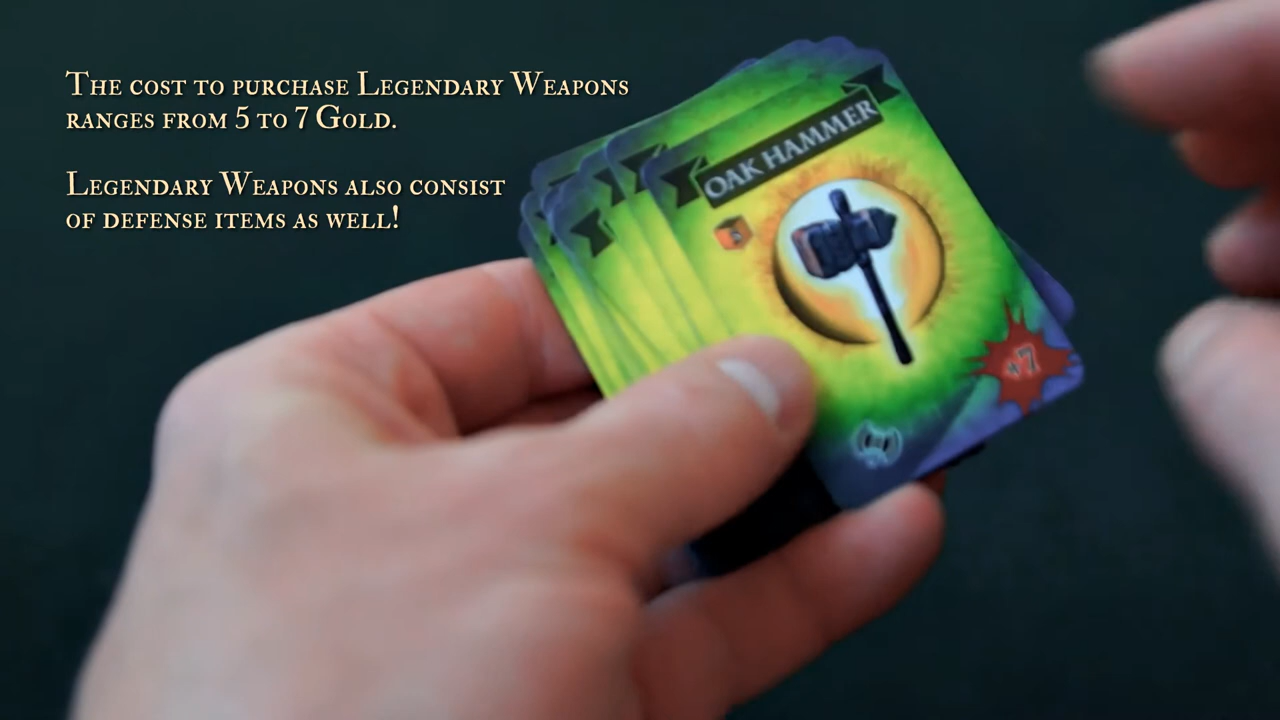 The cost to purchase Legendary Weapons
ranges from 5 to 7 Gold.
Legendary Weapons also consist
of defense items as well!
OAK HAMMER
+7